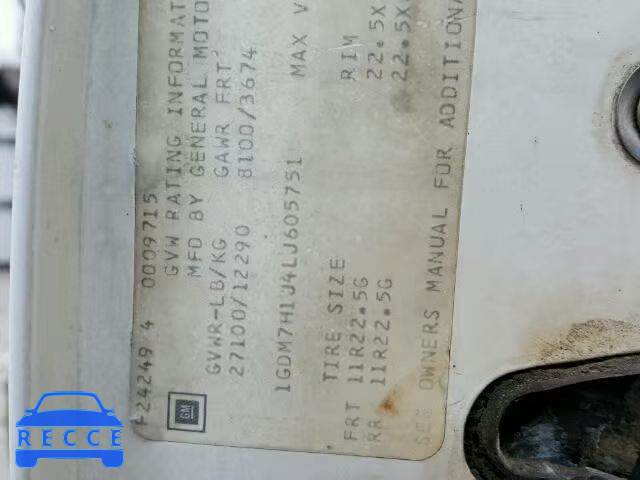 F24249 4 0009715
GVW RATING INFORMAT
MFD BY GENERAL MOTO
GVWR-LB/KG GAWR FRT
27100/12290 8100/3674
1GDM7H1J4LJ605751 MAX V
TIRE SIZE RIM
FRT 11R22.5G 22.5X
RR 11R22.5G 22.5X
SEE OWNERS MANUAL FOR ADDITIONA
GM
RECCE